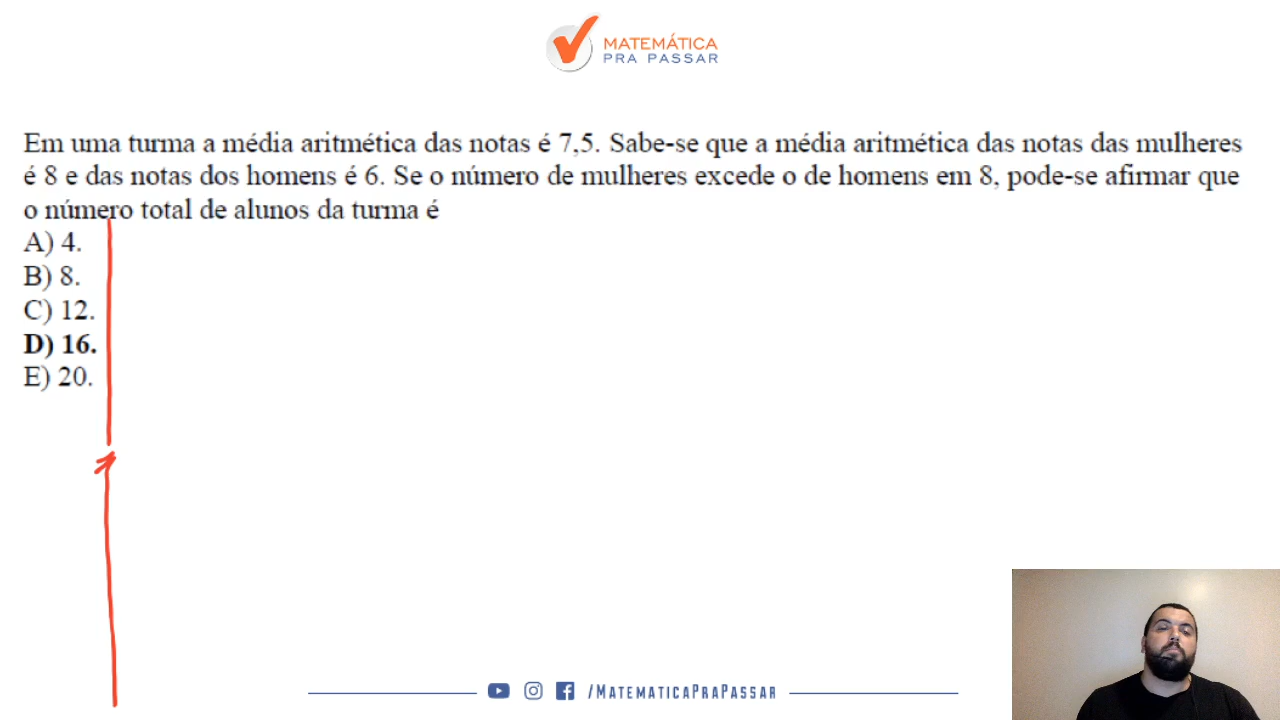 MATEMÁTICA
PRA PASSAR
Em uma turma a média aritmética das notas é 7,5. Sabe-se que a média aritmética das notas das mulheres
é 8 e das notas dos homens é 6. Se o número de mulheres excede o de homens em 8, pode-se afirmar que
o número total de alunos da turma é
A) 4.
B) 8.
C) 12.
D) 16.
E) 20.
/MATEMATICAPRAPASSAR